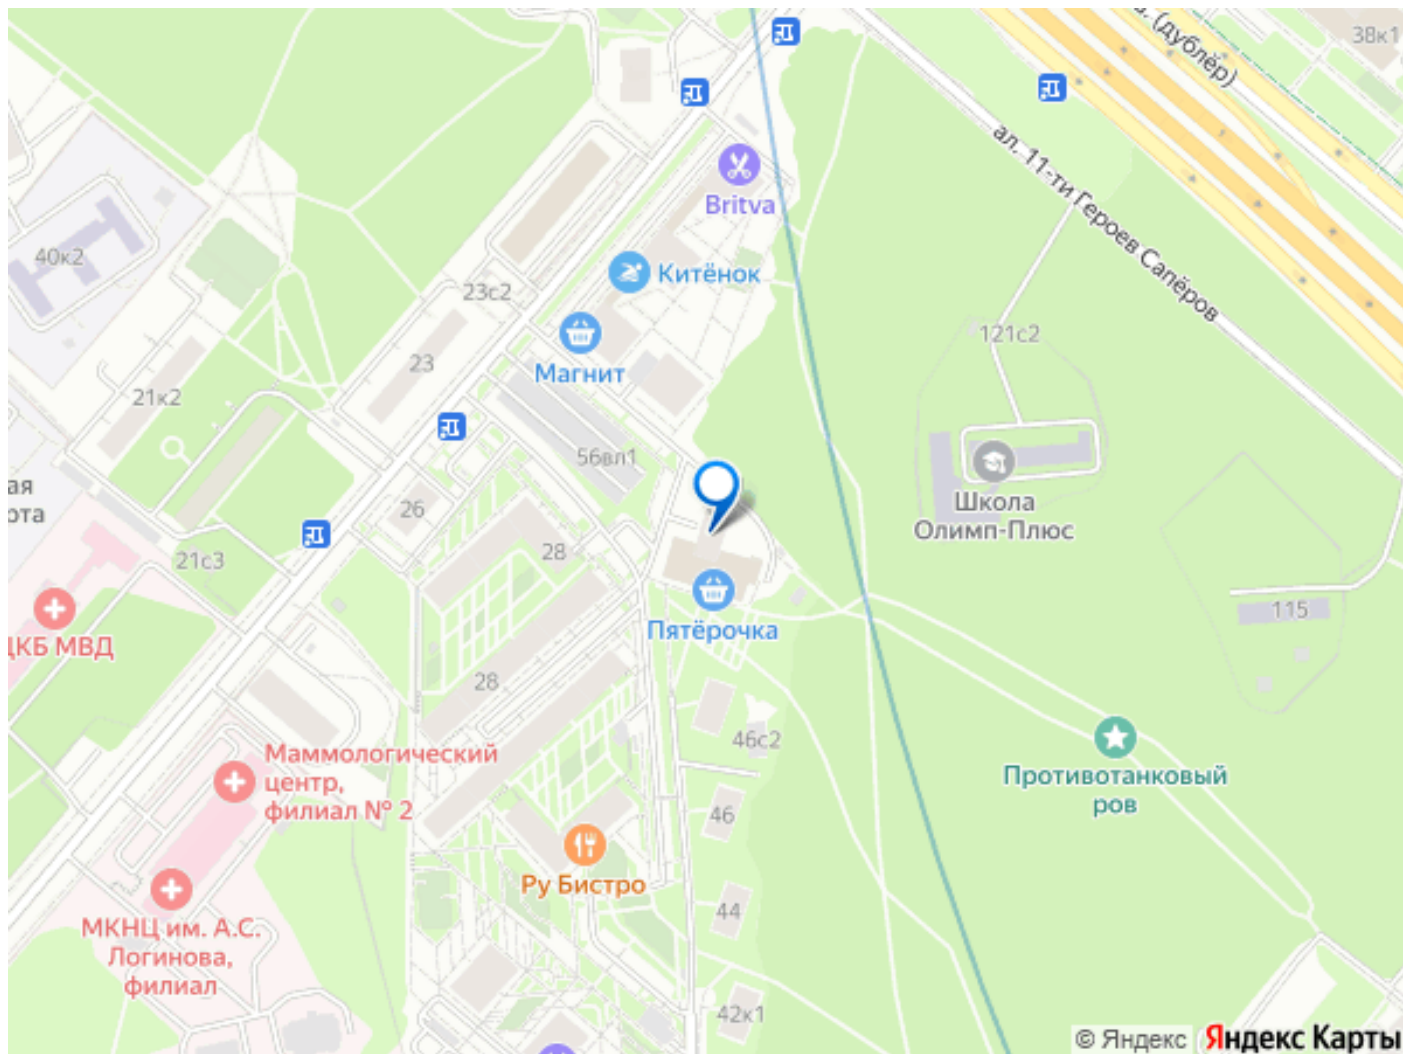 . (дублёр)
38к1
ал. 11-ти Героев Сапёров
Britva
40к2
Китёнок
23с2
121с2
23
Магнит
21к2
56вл1
ая
рта
Школа
Олимп-Плюс
26
28
21с3
115
ЦКБ МВД
Пятёрочка
28
46с2
Маммологический
центр,
филиал № 2
Противотанковый
ров
46
Ру Бистро
44
МКНЦ им. А.С.
Логинова,
филиал
42к1
© Яндекс Яндекс Карты